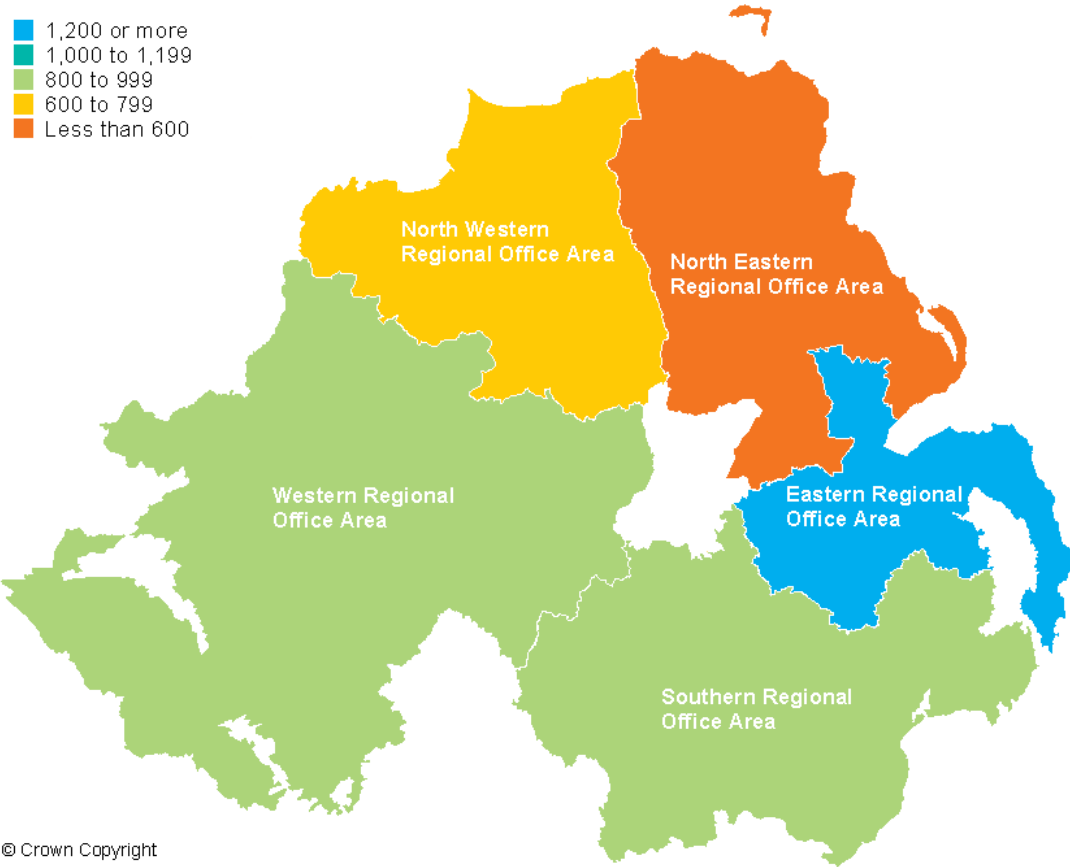 1,200 or more
1,000 to 1,199
800 to 999
600 to 799
Less than 600
North Western
Regional Office Area
North Eastern
Regional Office Area
Western Regional
Office Area
Eastern Regional
Office Area
Southern Regional
Office Area
© Crown Copyright